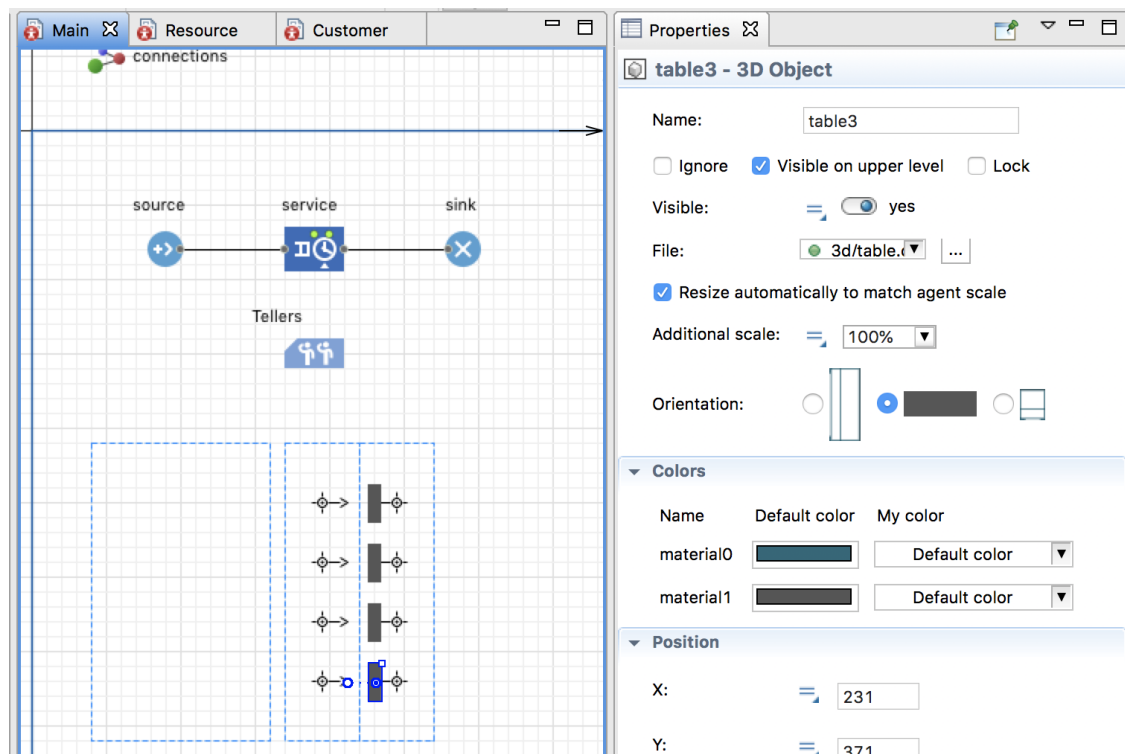 Main
Resource
Customer
connections
source
service
sink
Tellers
Properties
table3 - 3D Object
Name:
table3
Ignore
Visible on upper level
Lock
Visible:
yes
File:
3d/table.
...
Resize automatically to match agent scale
Additional scale:
100%
Orientation:
Colors
Name
Default color
My color
material0
Default color
material1
Default color
Position
X:
231
Y:
371